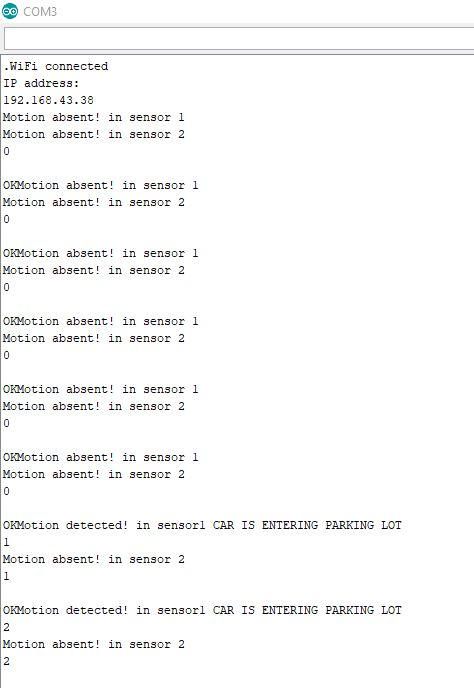 COM3
.WiFi connected
IP address:
192.168.43.38
Motion absent! in sensor 1
Motion absent! in sensor 2
0
OKMotion absent! in sensor 1
Motion absent! in sensor 2
0
OKMotion absent! in sensor 1
Motion absent! in sensor 2
0
OKMotion absent! in sensor 1
Motion absent! in sensor 2
0
OKMotion absent! in sensor 1
Motion absent! in sensor 2
0
OKMotion absent! in sensor 1
Motion absent! in sensor 2
0
OKMotion detected! in sensor1 CAR IS ENTERING PARKING LOT
1
Motion absent! in sensor 2
1
OKMotion detected! in sensor1 CAR IS ENTERING PARKING LOT
2
Motion absent! in sensor 2
2